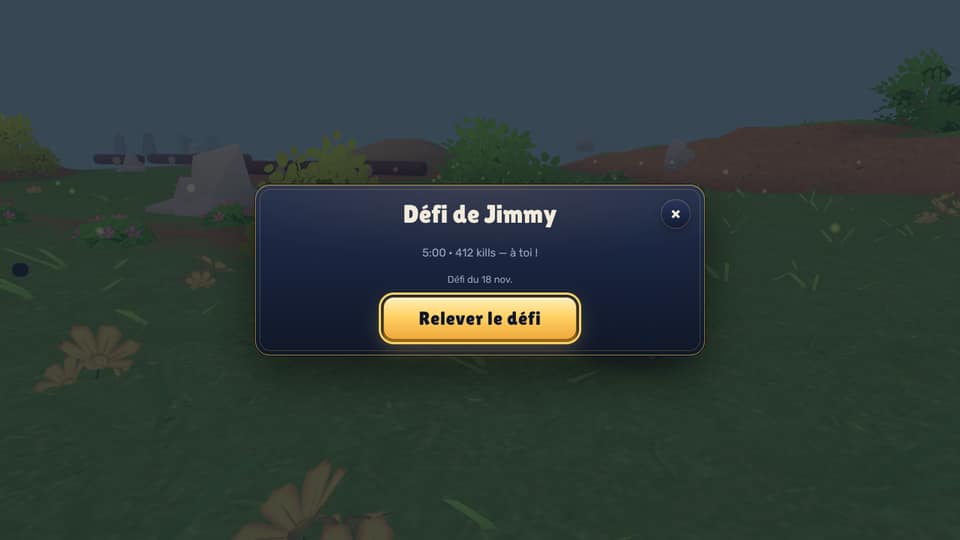 Défi de Jimmy
5:00 • 412 kills — à toi !
Défi du 18 nov.
Relever le défi